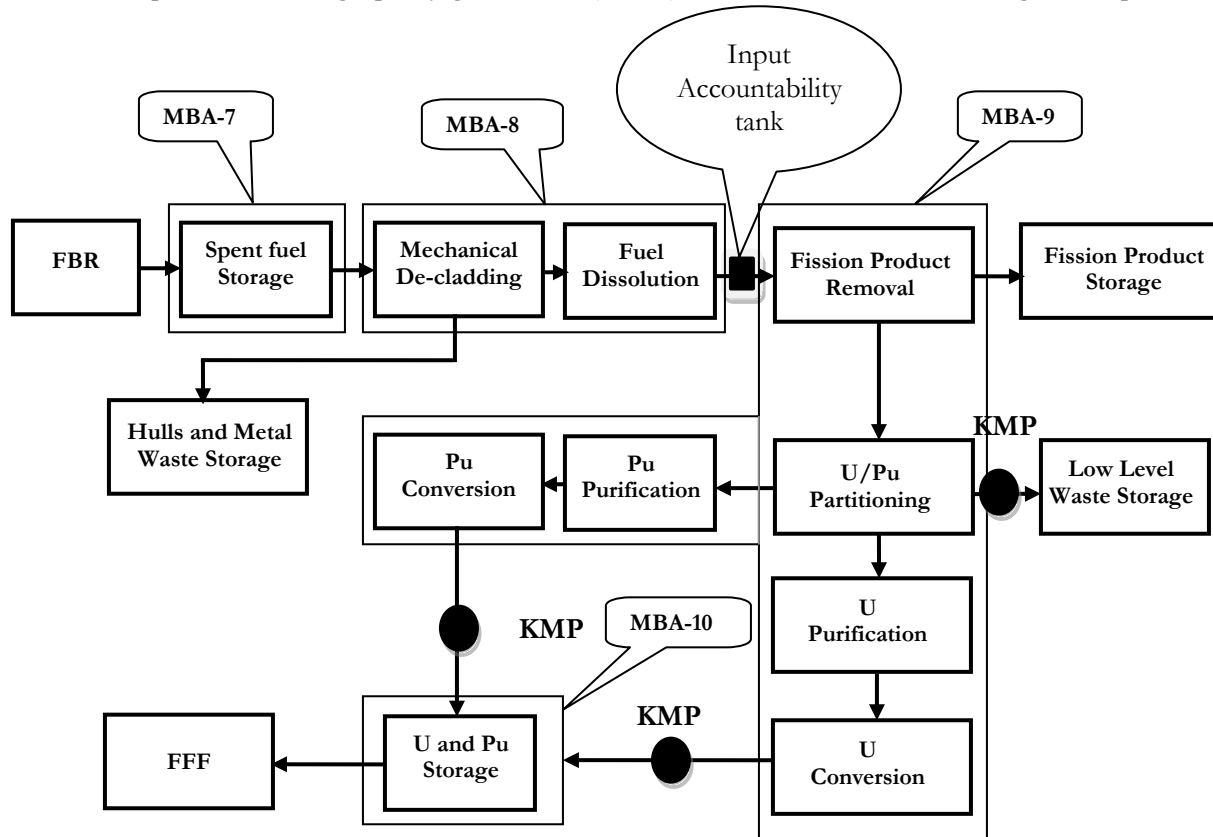 Input
Accountability
tank
MBA-7
MBA-8
MBA-9
FBR
Spent fuel
Storage
Mechanical
De-cladding
Fuel
Dissolution
Fission Product
Removal
Fission Product
Storage
Hulls and Metal
Waste Storage
Pu
Conversion
Pu
Purification
U/Pu
Partitioning
KMP
Low Level
Waste Storage
KMP
MBA-10
U
Purification
FFF
U and Pu
Storage
KMP
U
Conversion